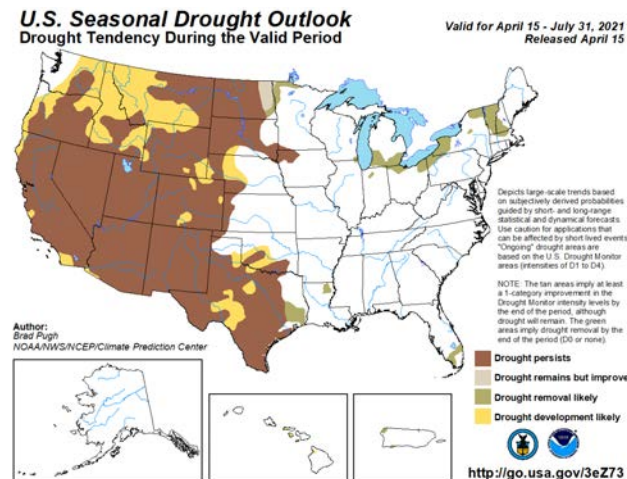 U.S. Seasonal Drought Outlook
Drought Tendency During the Valid Period
Valid for April 15 - July 31, 2021
Released April 15
Depicts large-scale trends based
on subjectively derived probabilities
guided by short- and long-range
statistical and dynamical forecasts.
Use caution for applications that
can be affected by short lived events.
"Ongoing" drought areas are
based on the U.S. Drought Monitor
areas (intensities of D1 to D4).
NOTE: The tan areas imply at least
a 1-category improvement in the
Drought Monitor intensity levels by
the end of the period, although
drought will remain. The green
areas imply drought removal by the
end of the period (D0 or none).
Author:
Brad Pugh
NOAA/NWS/NCEP/Climate Prediction Center
Drought persists
Drought remains but improve
Drought removal likely
Drought development likely
http://go.usa.gov/3eZ73